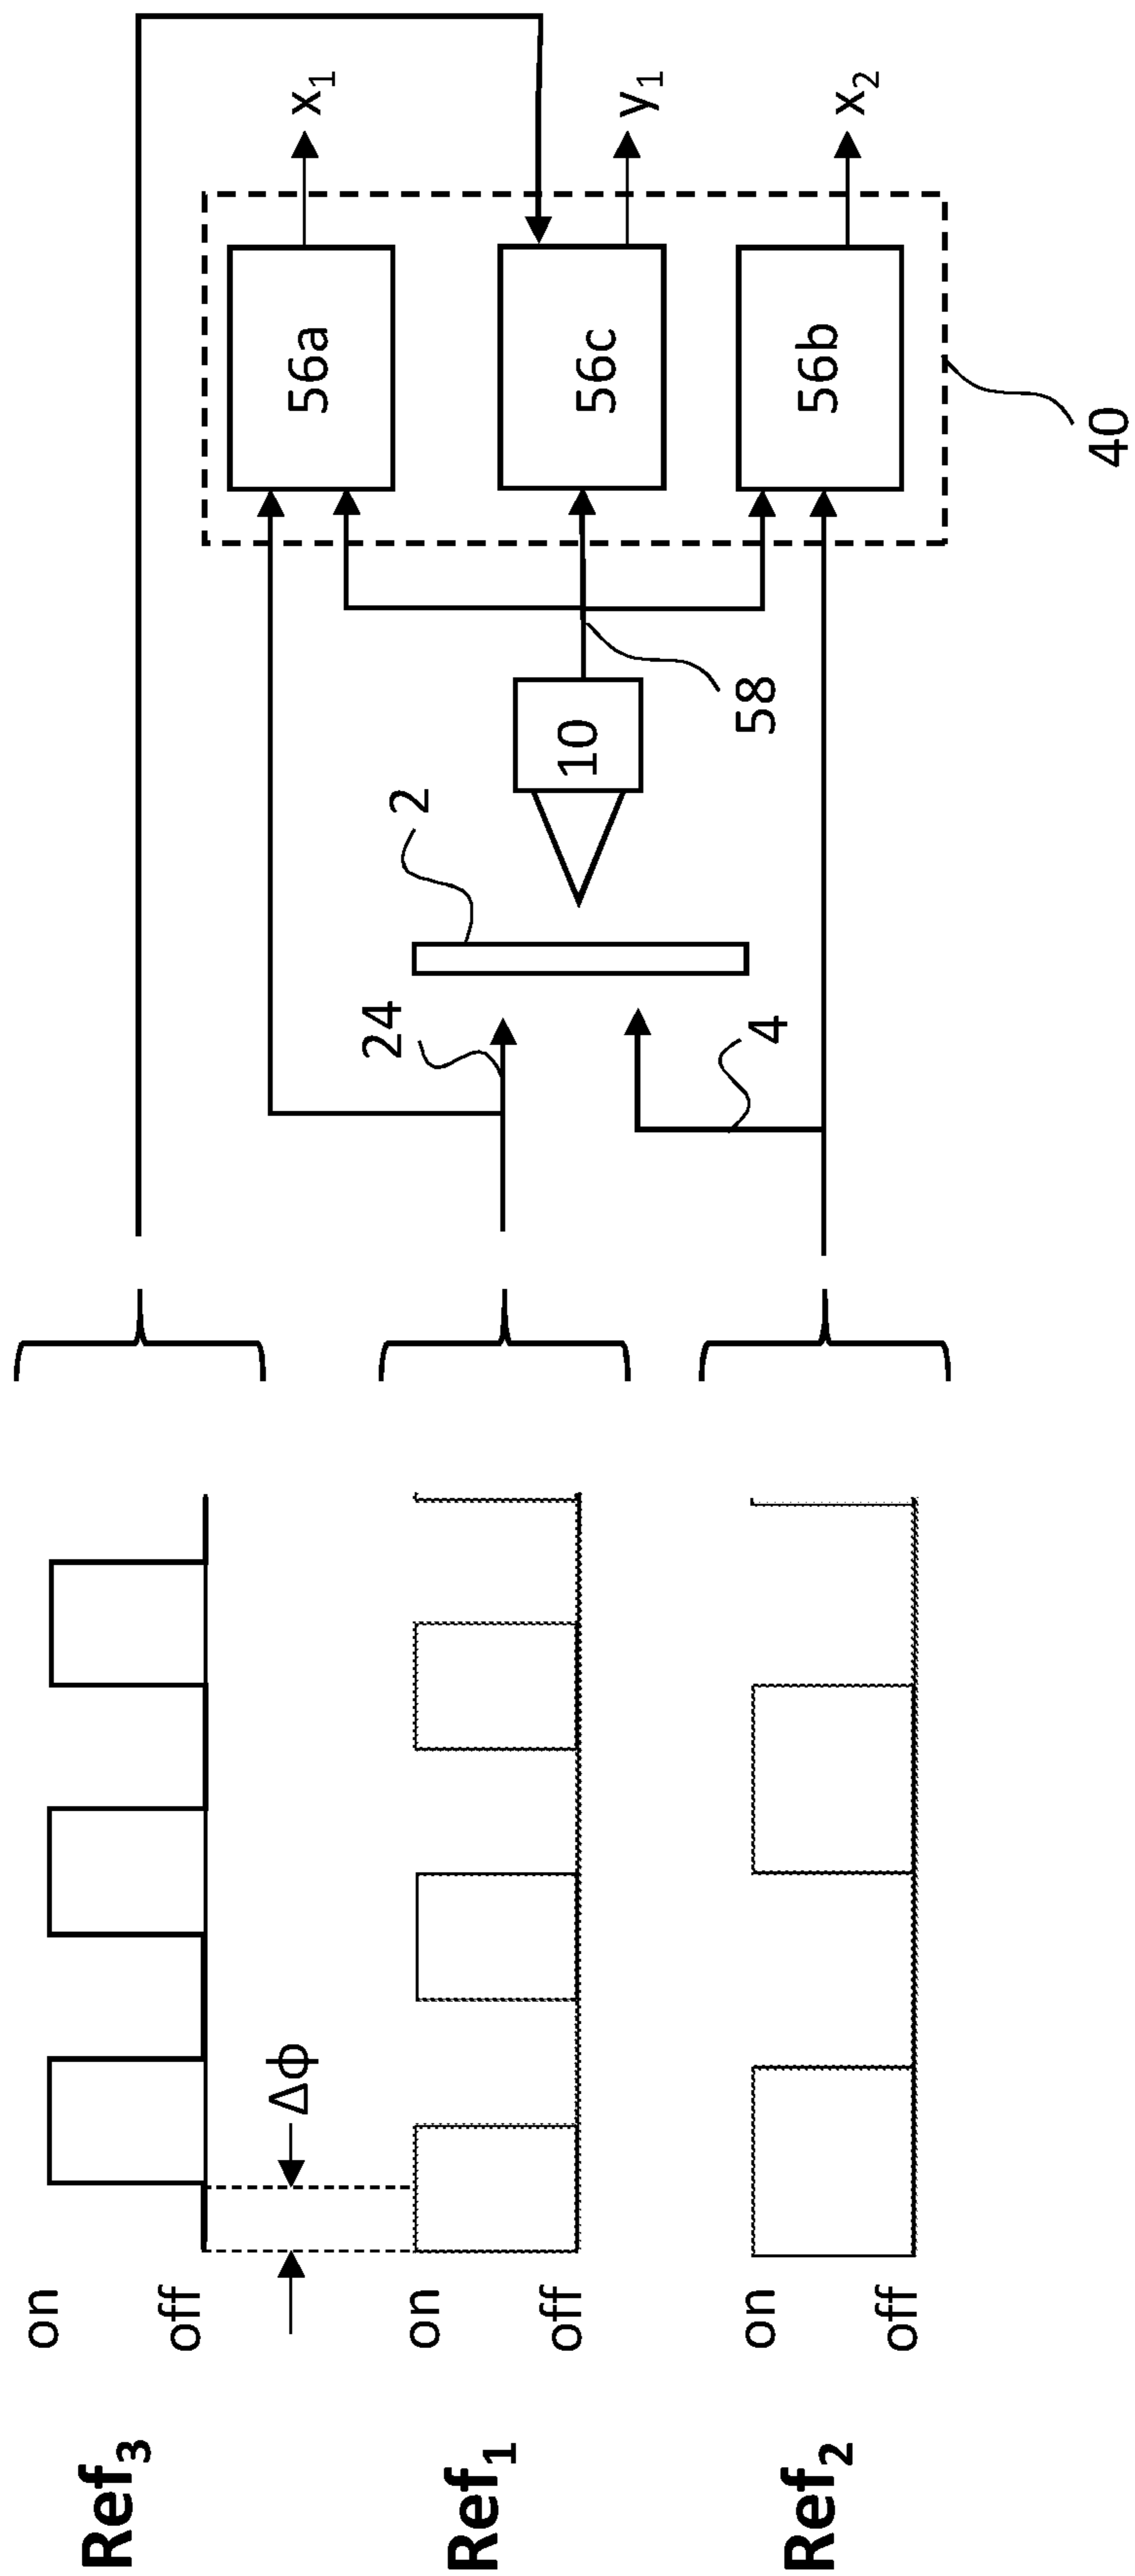 Ref₃
on
off
Δϕ
Ref₁
on
off
Ref₂
on
off
24
2
4
10
58
56a
56c
56b
x₁
y₁
x₂
40